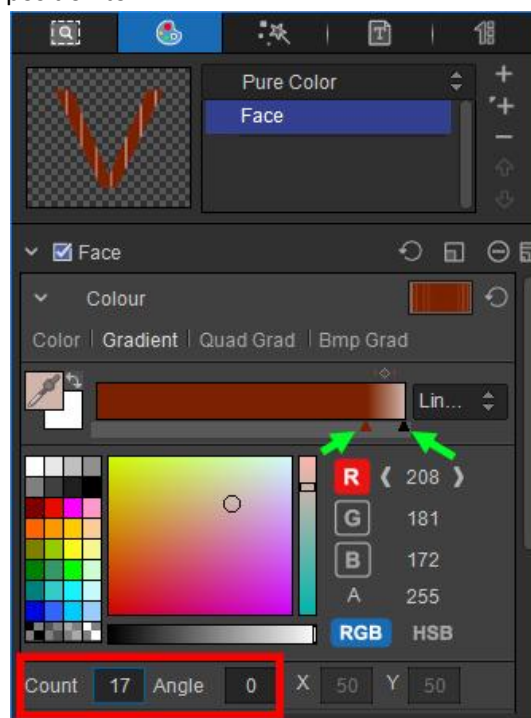 Pure Color
Face
Face
Colour
Color | Gradient | Quad Grad | Bmp Grad
Lin...
R 208
G 181
B 172
A 255
RGB HSB
Count 17 Angle 0 X 50 Y 50